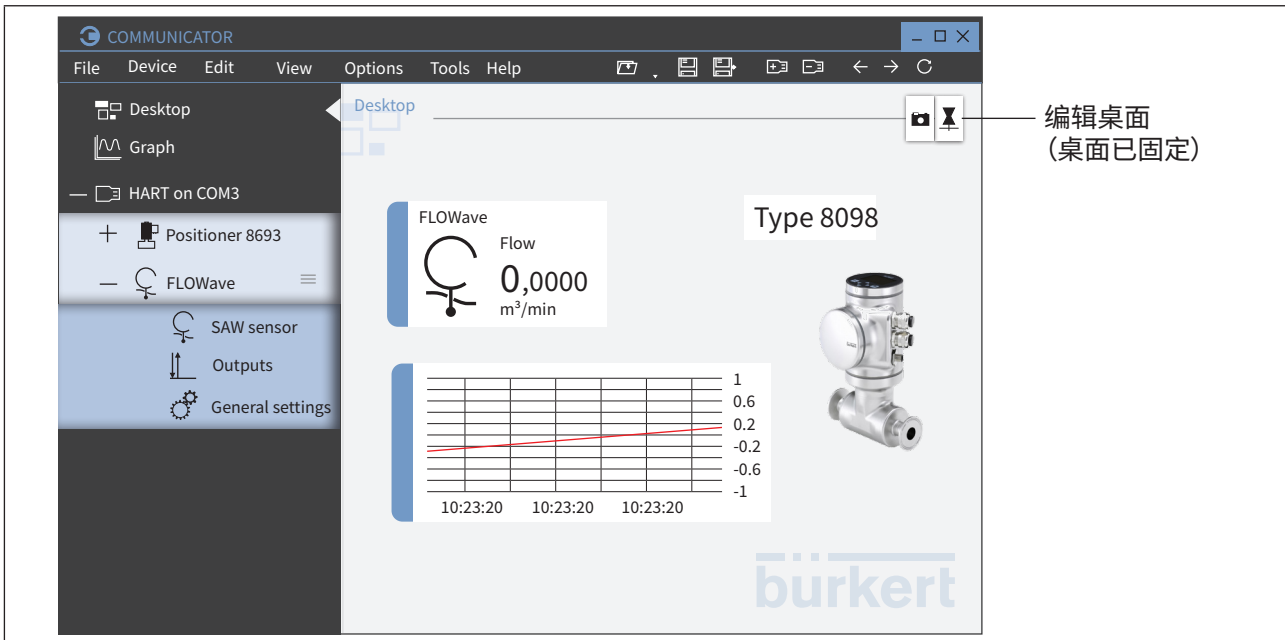 COMMUNICATOR
File Device Edit View Options Tools Help
Desktop
Graph
HART on COM3
Positioner 8693
FLOWave
SAW sensor
Outputs
General settings
Desktop
编辑桌面
（桌面已固定）
FLOWave
Flow
0,0000
m³/min
Type 8098
1
0.6
0.2
-0.2
-0.6
-1
10:23:20 10:23:20 10:23:20
bürkert